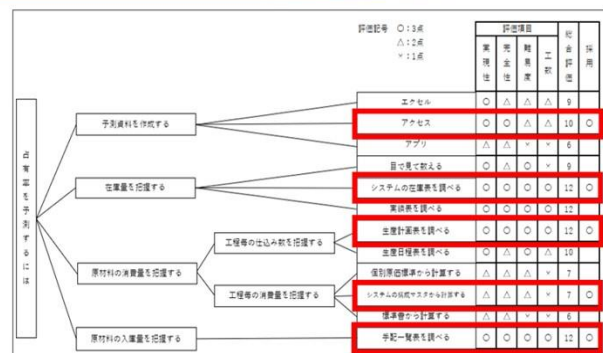 評価記号 ○:3点
△:2点
×:1点
評価項目
実現性 完全性 難易度 工数 総合評価 採用
占有率を予測するには
予測資料を作成する
エクセル ○ △ △ △ 9
アクセス ○ ○ △ △ 10 ○
アプリ △ △ × × 6
在庫量を把握する
目で見て数える ○ △ ○ × 9
システムの在庫表を調べる ○ ○ ○ ○ 12 ○
実績表を調べる ○ ○ ○ ○ 12
原材料の消費量を把握する
工程毎の仕込み数を把握する
生産計画表を調べる ○ ○ ○ ○ 12 ○
生産日程表を調べる ○ △ ○ △ 10
工程毎の消費量を把握する
個別原価標準から計算する △ △ △ × 7
システムの構成マスタから計算する △ △ △ × 7 ○
標準書から計算する △ △ × × 6
原材料の入庫量を把握する
手配一覧表を調べる ○ ○ ○ ○ 12 ○